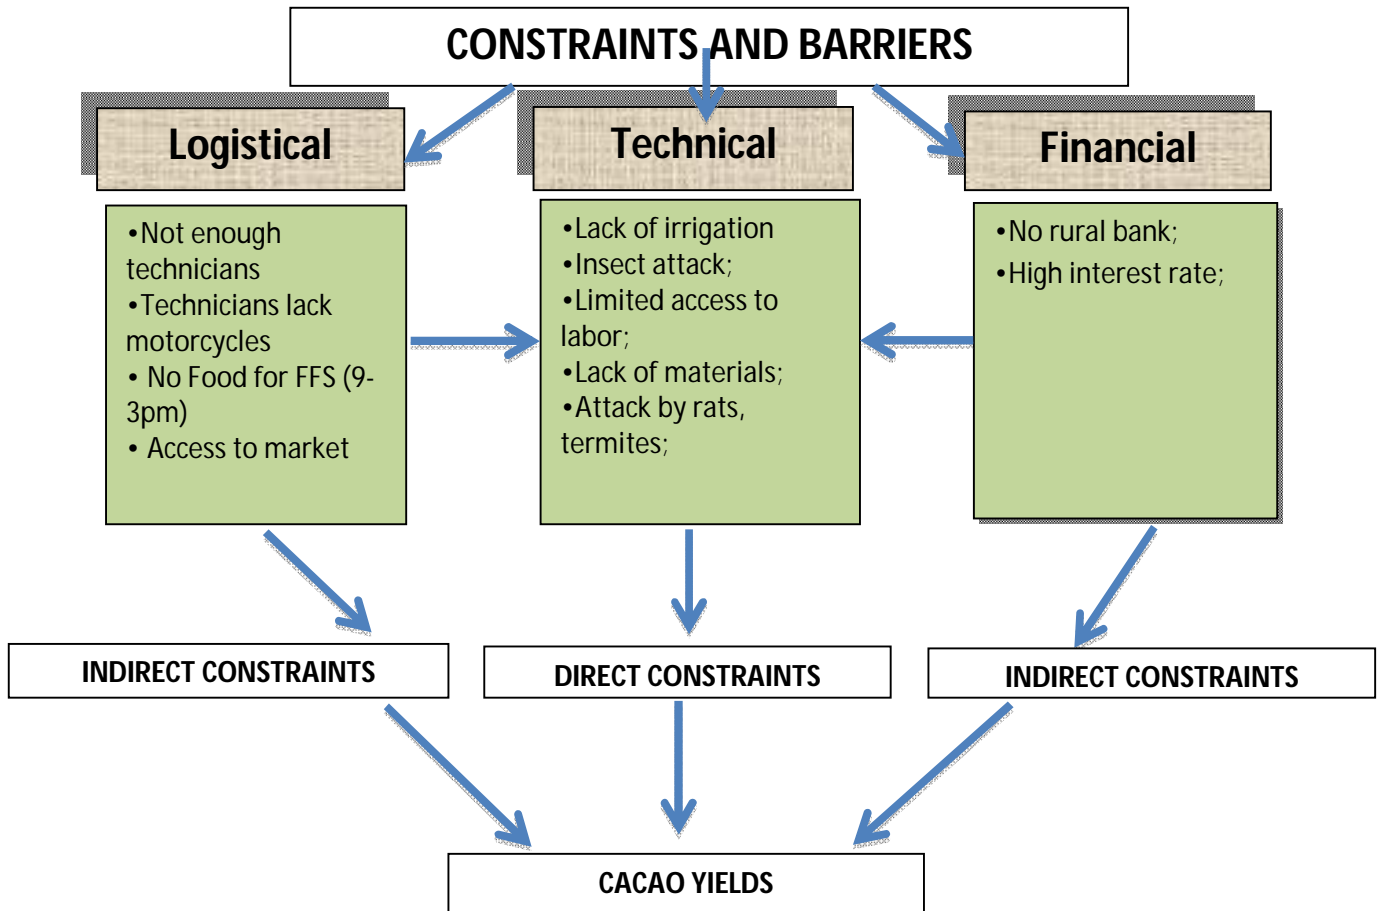 CONSTRAINTS AND BARRIERS
Logistical
•Not enough
technicians
•Technicians lack
motorcycles
• No Food for FFS (9-
3pm)
• Access to market
Technical
•Lack of irrigation
•Insect attack;
•Limited access to
labor;
•Lack of materials;
•Attack by rats,
termites;
Financial
•No rural bank;
•High interest rate;
INDIRECT CONSTRAINTS
DIRECT CONSTRAINTS
INDIRECT CONSTRAINTS
CACAO YIELDS